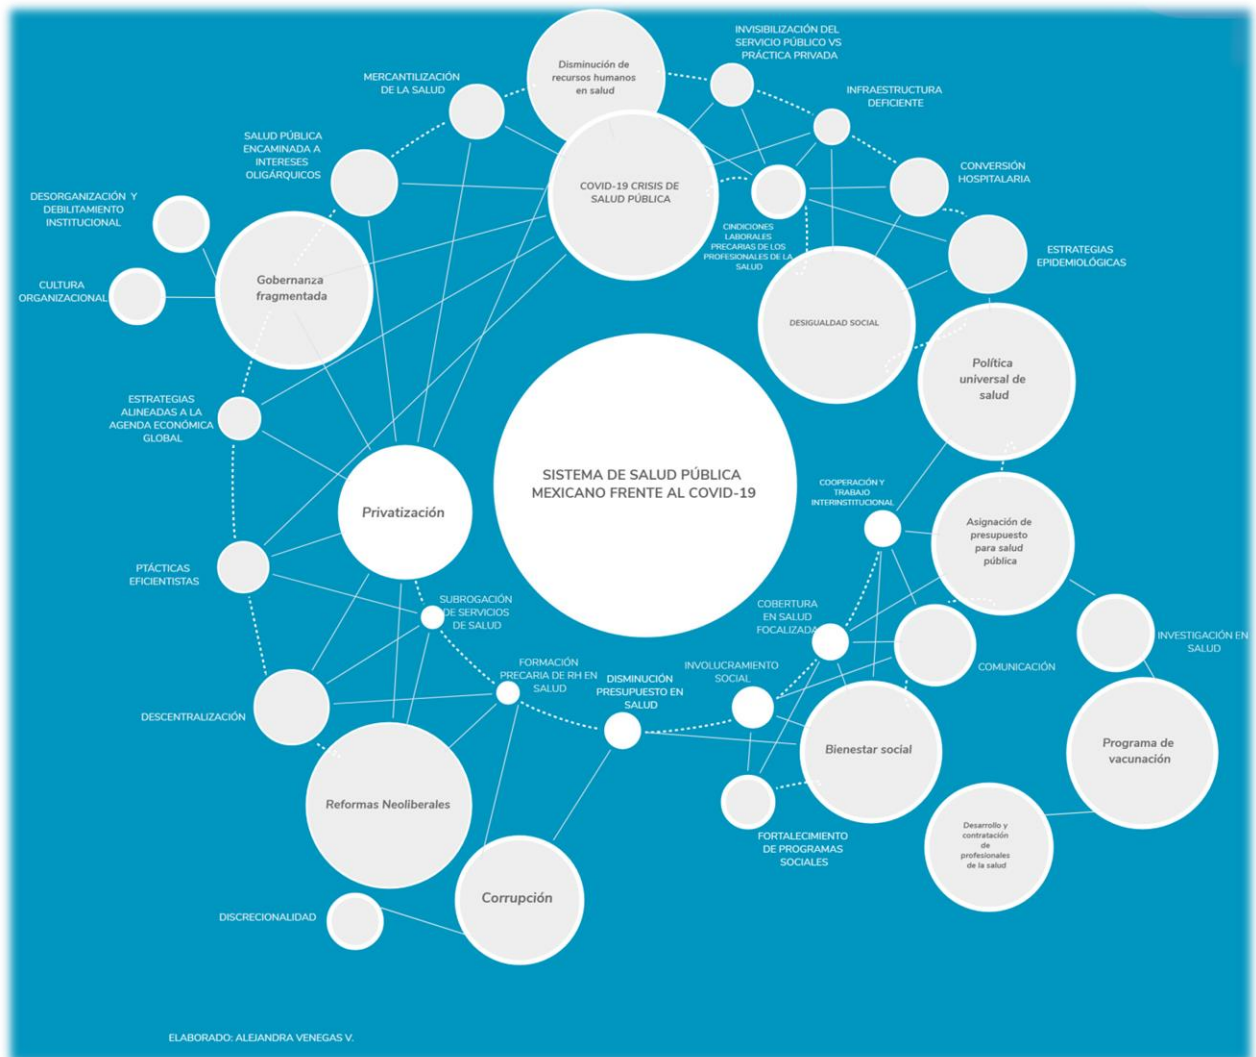 INVISIBILIZACIÓN DEL
SERVICIO PÚBLICO VS
PRÁCTICA PRIVADA
Disminución de
recursos humanos
en salud
MERCANTILIZACIÓN
DE LA SALUD
INFRAESTRUCTURA
DEFICIENTE
SALUD PÚBLICA
ENCAMINADA A
INTERESES
OLIGÁRQUICOS
CONVERSIÓN
HOSPITALARIA
COVID-19 CRISIS DE
SALUD PÚBLICA
DESORGANIZACIÓN Y
DEBILITAMIENTO
INSTITUCIONAL
CINDICIONES
LABORALES
PRECARIAS DE LOS
PROFESIONALES DE LA
SALUD
ESTRATEGIAS
EPIDEMIOLÓGICAS
CULTURA
ORGANIZACIONAL
Gobernanza
fragmentada
DESIGUALDAD SOCIAL
Política
universal de
salud
ESTRATEGIAS
ALINEADAS A LA
AGENDA ECONÓMICA
GLOBAL
SISTEMA DE SALUD PÚBLICA
MEXICANO FRENTE AL COVID-19
COOPERACIÓN Y
TRABAJO
INTERINSTITUCIONAL
Privatización
Asignación de
presupuesto
para salud
pública
PTÁCTICAS
EFICIENTISTAS
SUBROGACIÓN
DE SERVICIOS
DE SALUD
COBERTURA
EN SALUD
FOCALIZADA
INVESTIGACIÓN EN
SALUD
FORMACIÓN
PRECARIA DE RH EN
SALUD
DISMINUCIÓN
PRESUPUESTO EN
SALUD
INVOLUCRAMIENTO
SOCIAL
COMUNICACIÓN
DESCENTRALIZACIÓN
Bienestar social
Programa de
vacunación
Reformas Neoliberales
FORTALECIMIENTO
DE PROGRAMAS
SOCIALES
Desarrollo y
contratación
de
profesionales
de la salud
Corrupción
DISCRECIONALIDAD
ELABORADO: ALEJANDRA VENEGAS V.